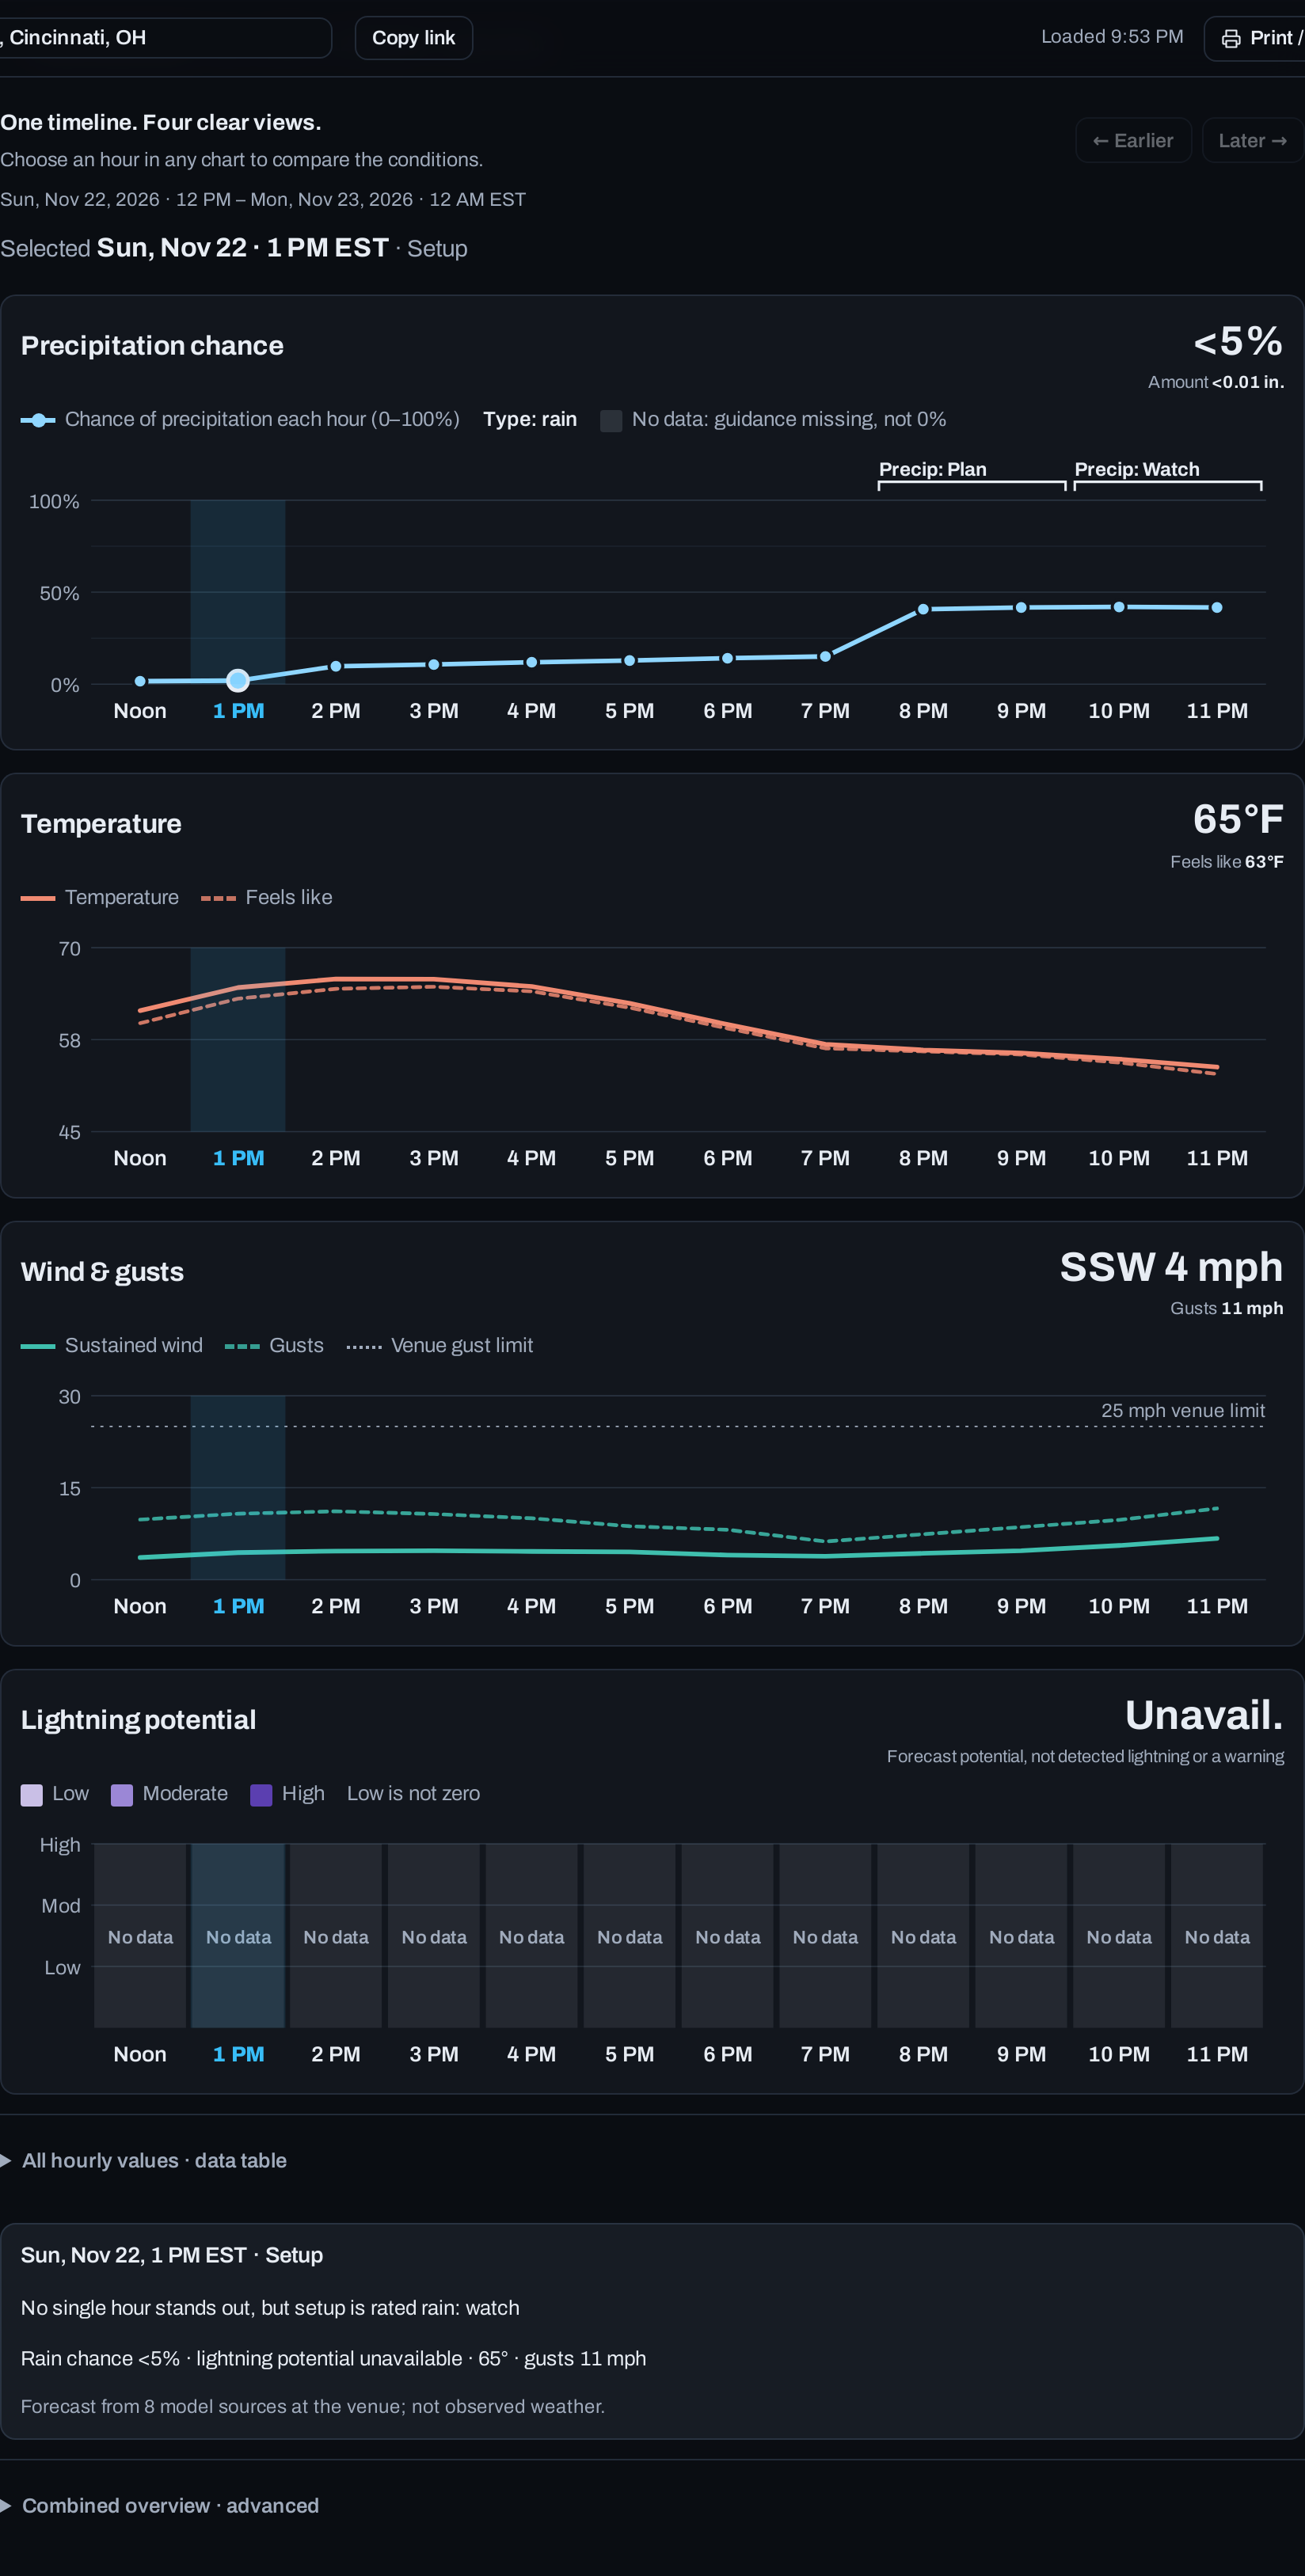 , Cincinnati, OH Copy link Loaded 9:53 PM Print /
One timeline. Four clear views.
← Earlier Later →
Choose an hour in any chart to compare the conditions.
Sun, Nov 22, 2026 · 12 PM – Mon, Nov 23, 2026 · 12 AM EST
Selected Sun, Nov 22 · 1 PM EST · Setup
Precipitation chance <5%
Amount <0.01 in.
Chance of precipitation each hour (0–100%) Type: rain No data: guidance missing, not 0%
Precip: Plan Precip: Watch
100%
50%
0%
Noon 1 PM 2 PM 3 PM 4 PM 5 PM 6 PM 7 PM 8 PM 9 PM 10 PM 11 PM
Temperature 65°F
Feels like 63°F
Temperature Feels like
70
58
45
Noon 1 PM 2 PM 3 PM 4 PM 5 PM 6 PM 7 PM 8 PM 9 PM 10 PM 11 PM
Wind & gusts SSW 4 mph
Gusts 11 mph
Sustained wind Gusts Venue gust limit
30
25 mph venue limit
15
0
Noon 1 PM 2 PM 3 PM 4 PM 5 PM 6 PM 7 PM 8 PM 9 PM 10 PM 11 PM
Lightning potential Unavail.
Forecast potential, not detected lightning or a warning
Low Moderate High Low is not zero
High
Mod
No data No data No data No data No data No data No data No data No data No data No data No data
Low
Noon 1 PM 2 PM 3 PM 4 PM 5 PM 6 PM 7 PM 8 PM 9 PM 10 PM 11 PM
All hourly values · data table
Sun, Nov 22, 1 PM EST · Setup
No single hour stands out, but setup is rated rain: watch
Rain chance <5% · lightning potential unavailable · 65° · gusts 11 mph
Forecast from 8 model sources at the venue; not observed weather.
Combined overview · advanced